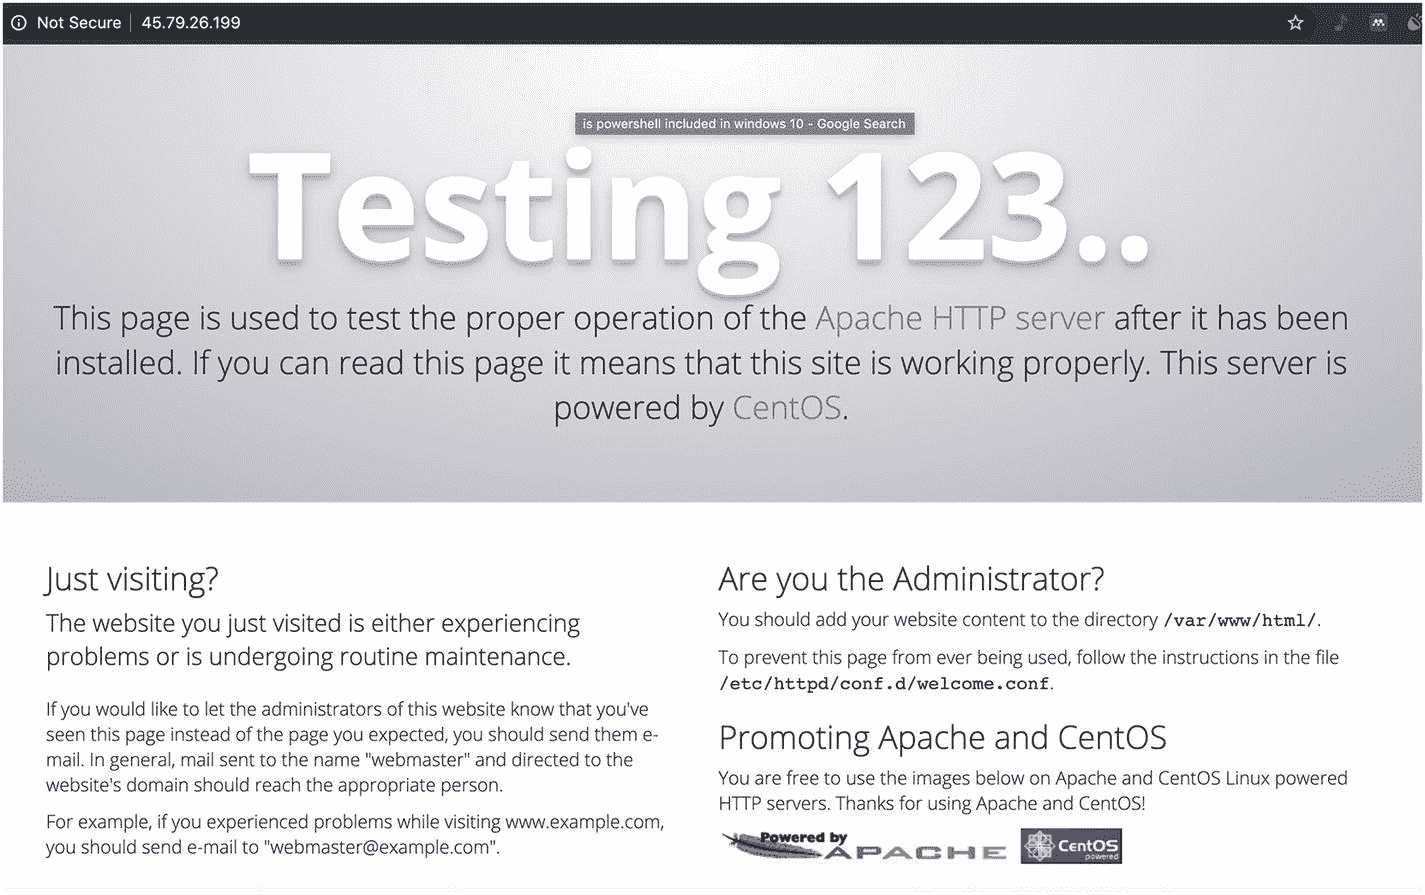 Not Secure | 45.79.26.199
is powershell included in windows 10 - Google Search
Testing 123..
This page is used to test the proper operation of the Apache HTTP server after it has been
installed. If you can read this page it means that this site is working properly. This server is
powered by CentOS.
Just visiting?
The website you just visited is either experiencing
problems or is undergoing routine maintenance.
If you would like to let the administrators of this website know that you've
seen this page instead of the page you expected, you should send them e-
mail. In general, mail sent to the name "webmaster" and directed to the
website's domain should reach the appropriate person.
For example, if you experienced problems while visiting www.example.com,
you should send e-mail to "webmaster@example.com".
Are you the Administrator?
You should add your website content to the directory /var/www/html/.
To prevent this page from ever being used, follow the instructions in the file
/etc/httpd/conf.d/welcome.conf.
Promoting Apache and CentOS
You are free to use the images below on Apache and CentOS Linux powered
HTTP servers. Thanks for using Apache and CentOS!
Powered by
APACHE
CentOS
powered